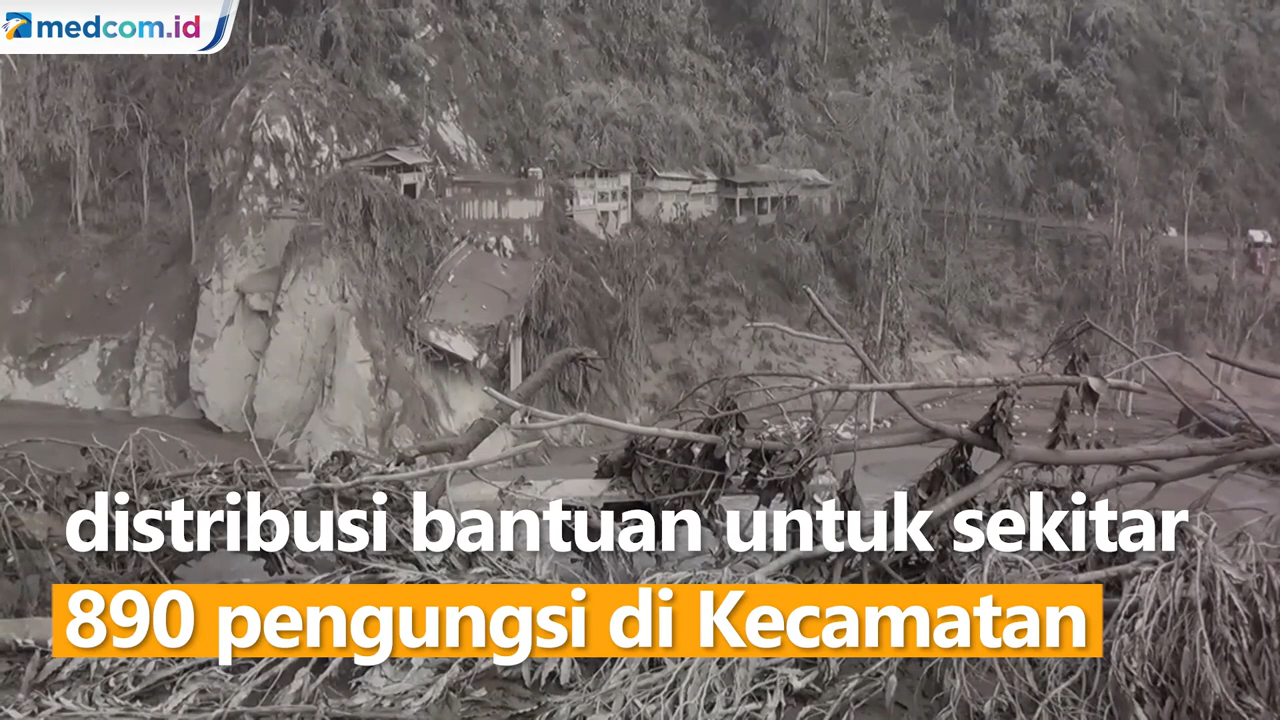 medcom.id
distribusi bantuan untuk sekitar
890 pengungsi di Kecamatan